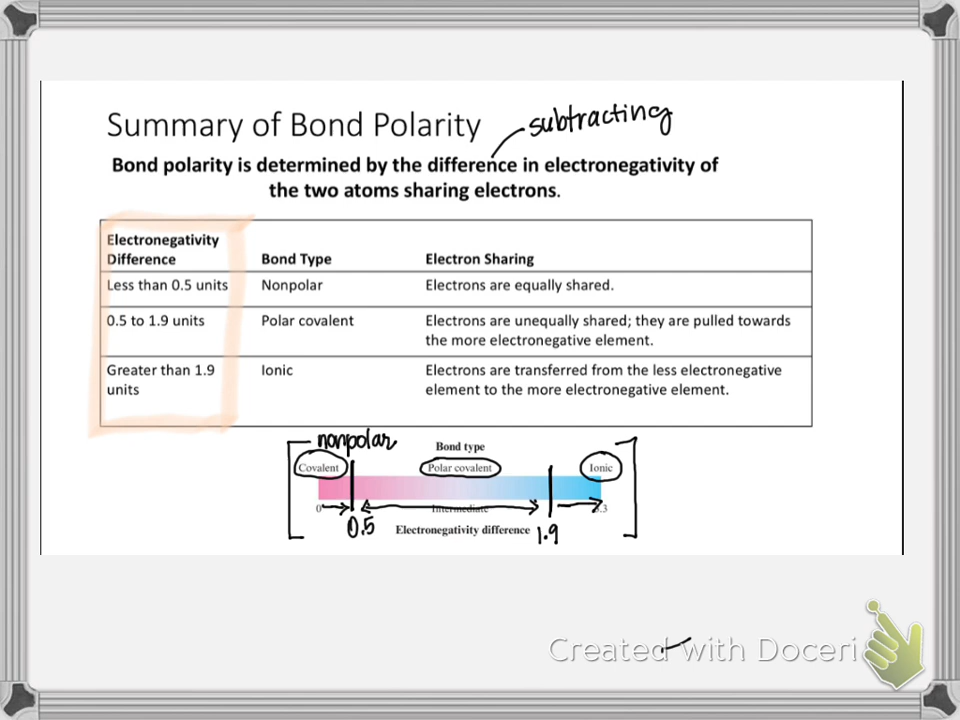 Summary of Bond Polarity
subtracting
Bond polarity is determined by the difference in electronegativity of
the two atoms sharing electrons.
Electronegativity
Difference
Bond Type
Electron Sharing
Less than 0.5 units
Nonpolar
Electrons are equally shared.
0.5 to 1.9 units
Polar covalent
Electrons are unequally shared; they are pulled towards
the more electronegative element.
Greater than 1.9
units
Ionic
Electrons are transferred from the less electronegative
element to the more electronegative element.
nonpolar
Bond type
Covalent
Polar covalent
Ionic
0
Intermediate
0.5
Electronegativity difference
1.9
Created with Doceri